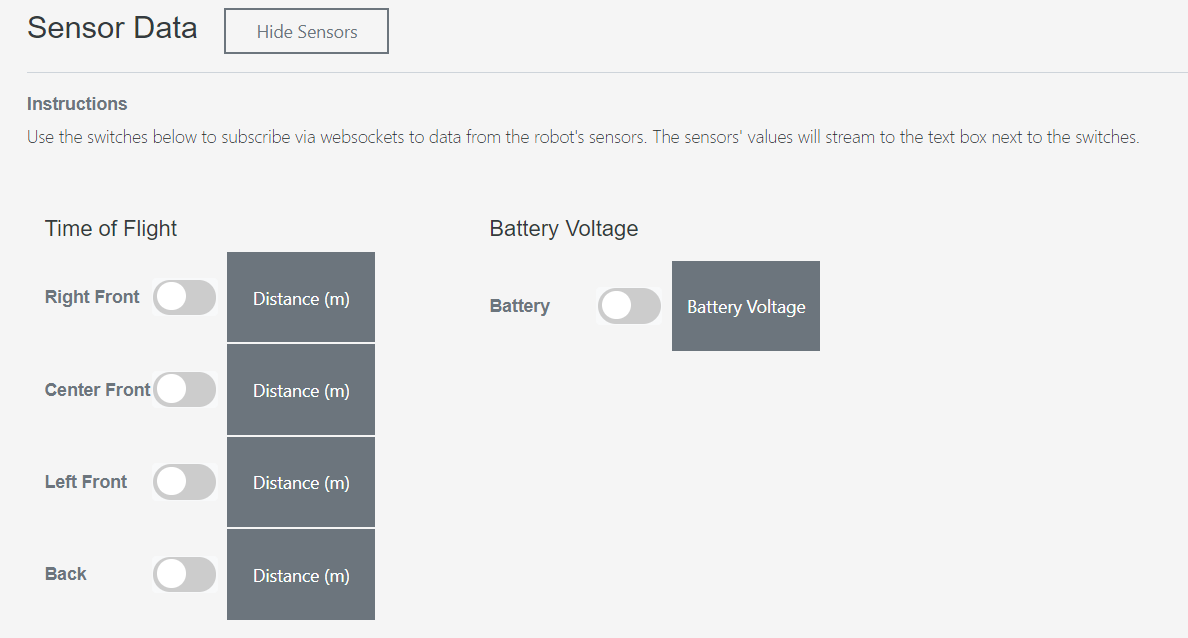 Sensor Data
Hide Sensors
Instructions
Use the switches below to subscribe via websockets to data from the robot's sensors. The sensors' values will stream to the text box next to the switches.
Time of Flight
Right Front
Distance (m)
Center Front
Distance (m)
Left Front
Distance (m)
Back
Distance (m)
Battery Voltage
Battery
Battery Voltage